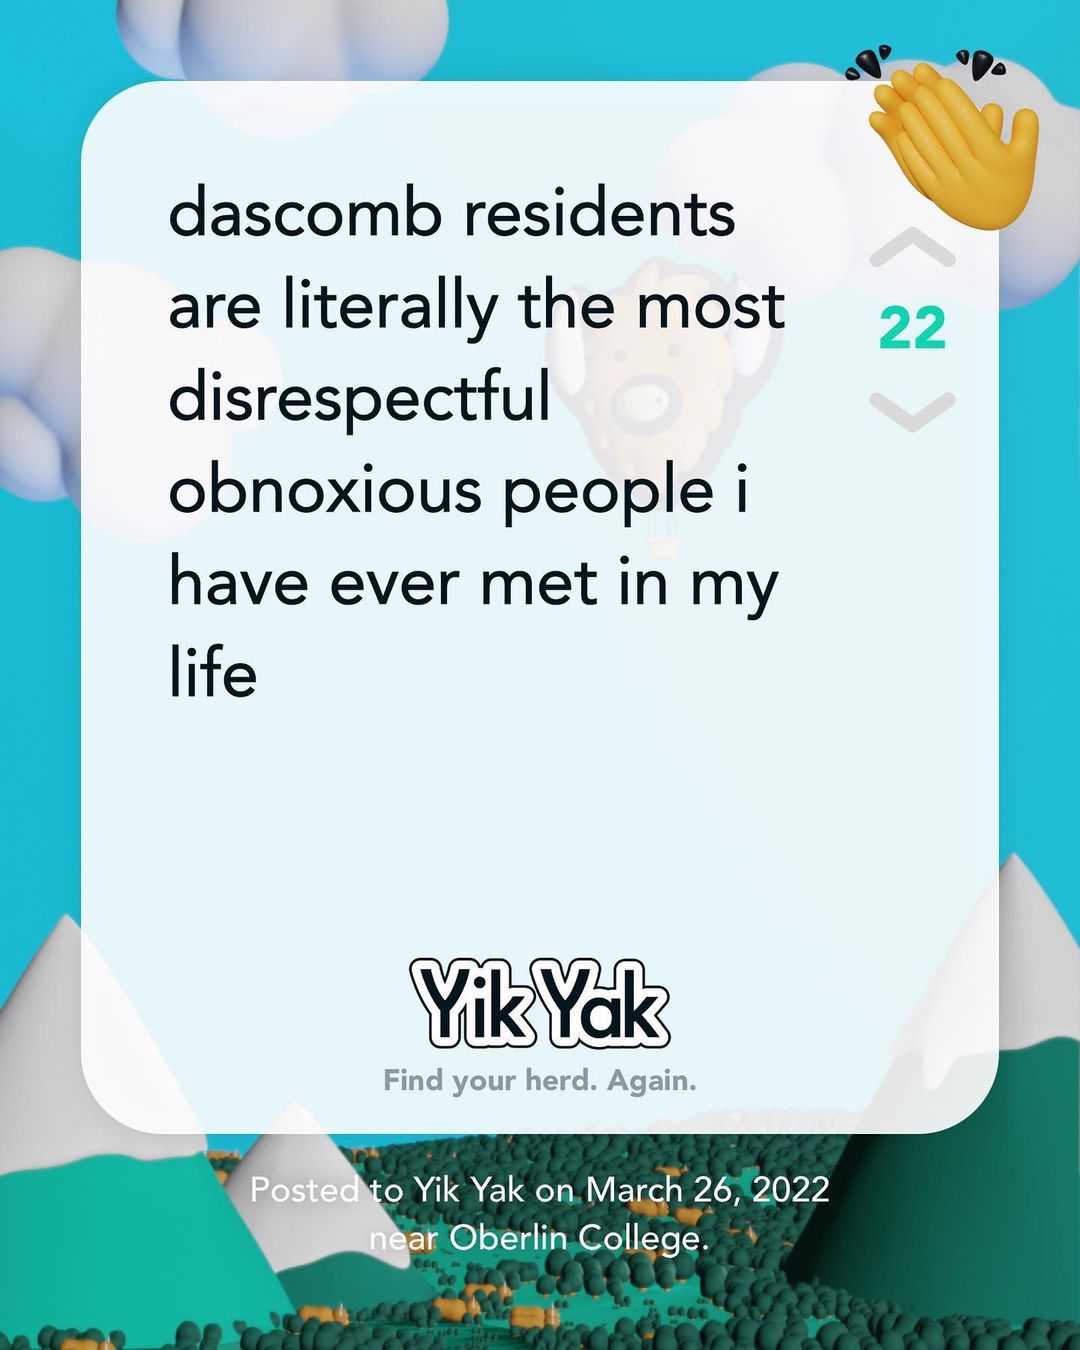 dascomb residents
are literally the most
22
disrespectful
obnoxious people i
have ever met in my
life
Yik Yak
Find your herd. Again.
Posted to Yik Yak on March 26, 2022
near Oberlin College.